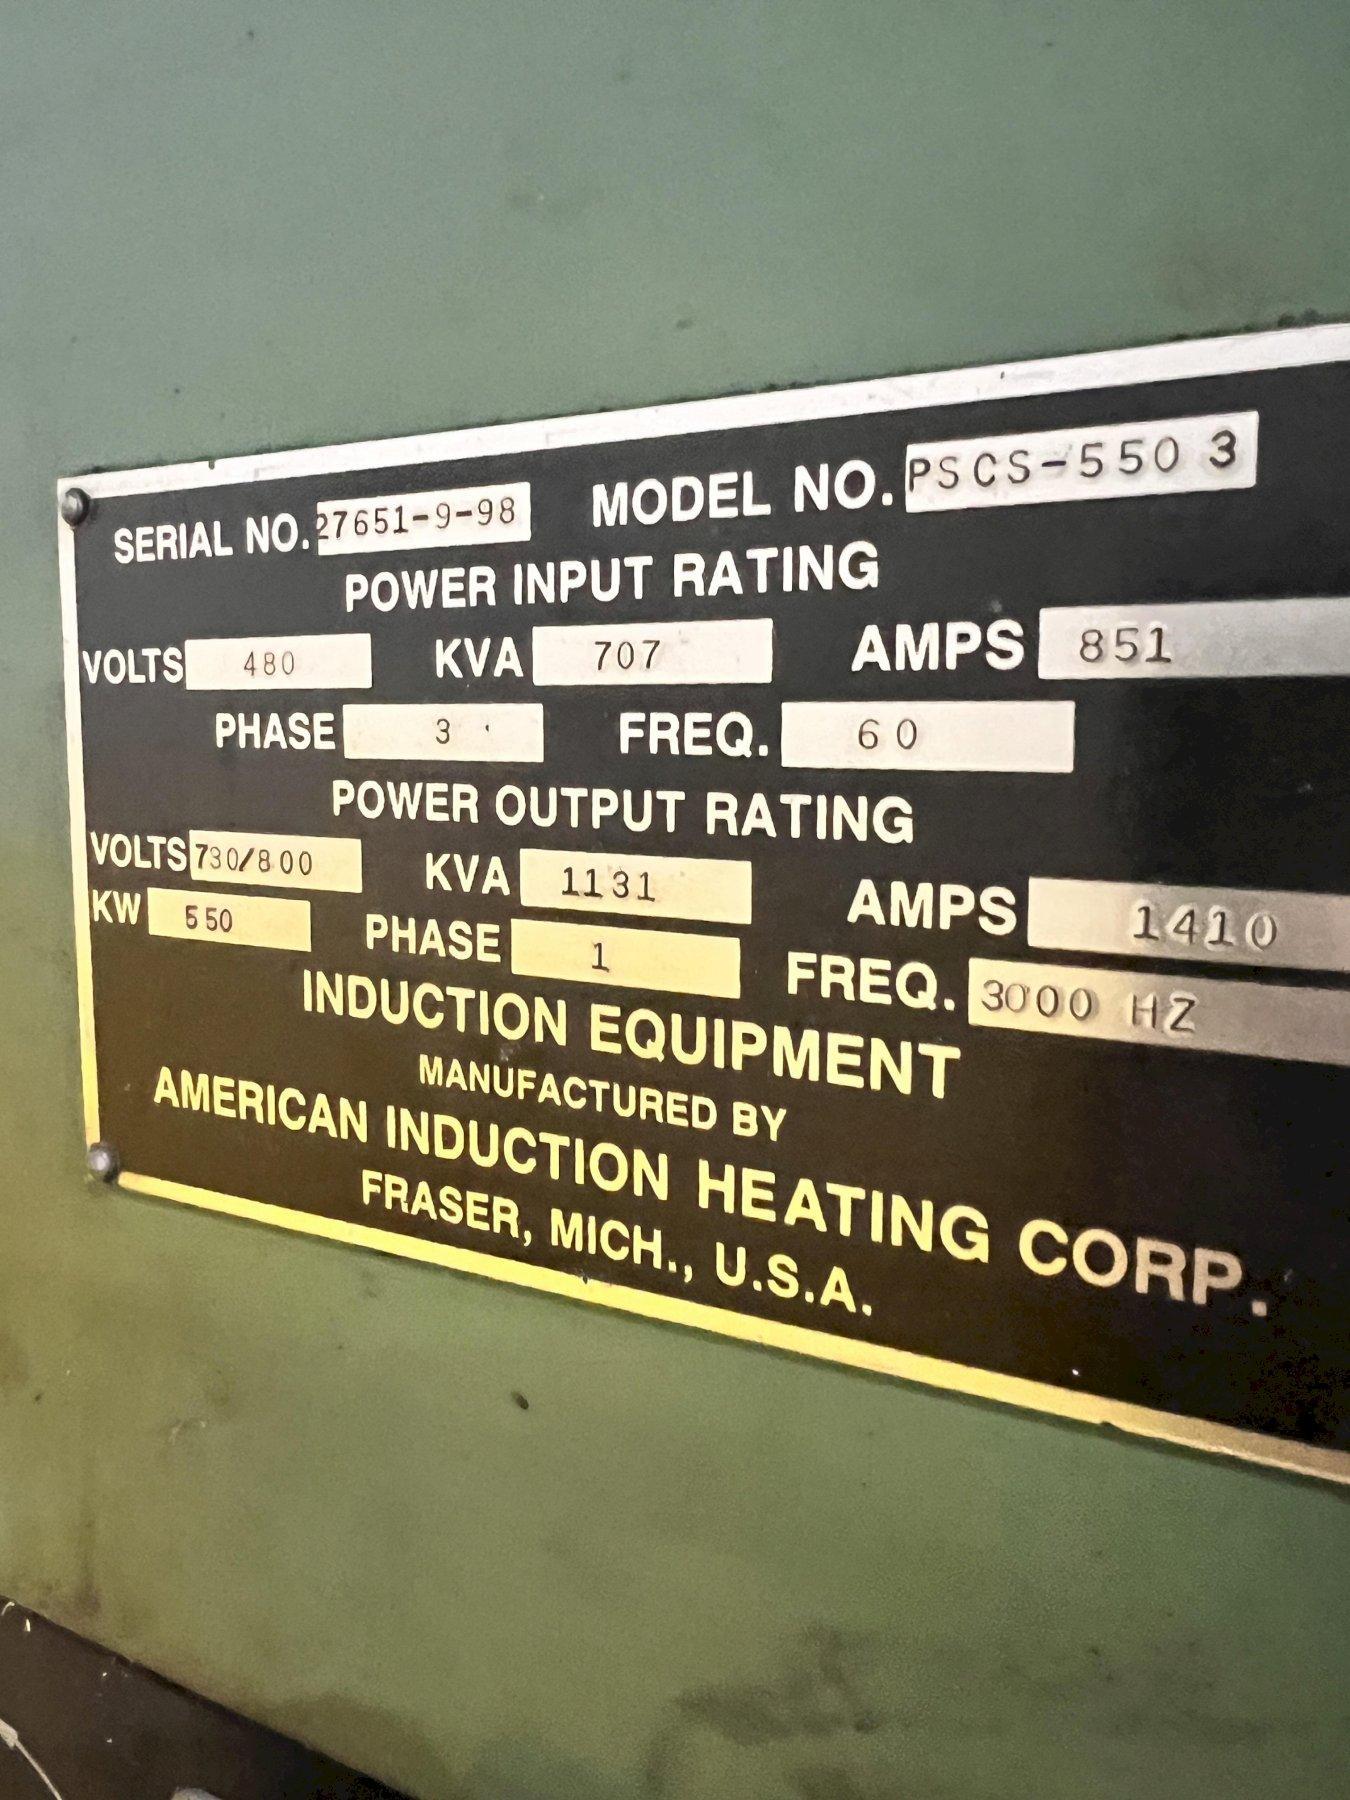 SERIAL NO. 27651-9-98 MODEL NO. PSCS-550 3
POWER INPUT RATING
VOLTS 480 KVA 707 AMPS 851
PHASE 3 FREQ. 60
POWER OUTPUT RATING
VOLTS 730/800 KVA 1131 AMPS 1410
KW 550 PHASE 1 FREQ. 3000 HZ
INDUCTION EQUIPMENT
MANUFACTURED BY
AMERICAN INDUCTION HEATING CORP.
FRASER, MICH., U.S.A.